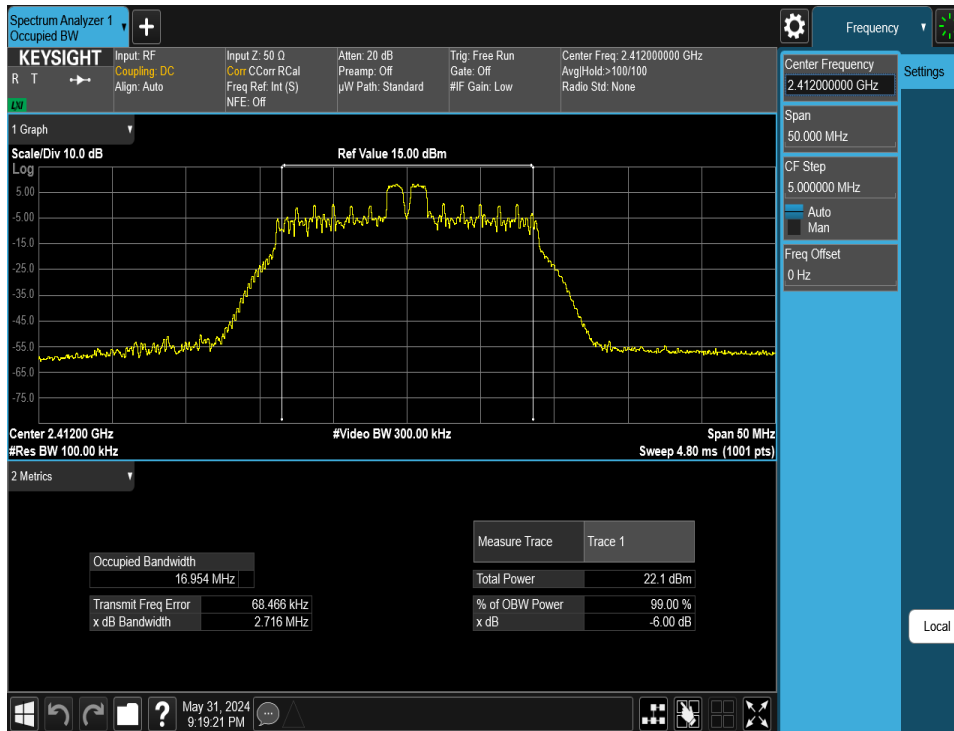 Spectrum Analyzer 1
Occupied BW
+
Frequency
KEYSIGHT
R T
LXI
Input: RF
Coupling: DC
Align: Auto
Input Z: 50 Ω
Corr CCorr RCal
Freq Ref: Int (S)
NFE: Off
Atten: 20 dB
Preamp: Off
µW Path: Standard
Trig: Free Run
Gate: Off
#IF Gain: Low
Center Freq: 2.412000000 GHz
Avg|Hold:>100/100
Radio Std: None
Center Frequency
2.412000000 GHz
Settings
Span
50.000 MHz
CF Step
5.000000 MHz
Auto
Man
Freq Offset
0 Hz
1 Graph
Scale/Div 10.0 dB
Ref Value 15.00 dBm
Log
5.00
-5.00
-15.0
-25.0
-35.0
-45.0
-55.0
-65.0
-75.0
Center 2.41200 GHz
#Video BW 300.00 kHz
Span 50 MHz
#Res BW 100.00 kHz
Sweep 4.80 ms (1001 pts)
2 Metrics
Measure Trace Trace 1
Occupied Bandwidth
16.954 MHz
Total Power 22.1 dBm
Transmit Freq Error 68.466 kHz
% of OBW Power 99.00 %
x dB Bandwidth 2.716 MHz
x dB -6.00 dB
Local
?
May 31, 2024
9:19:21 PM